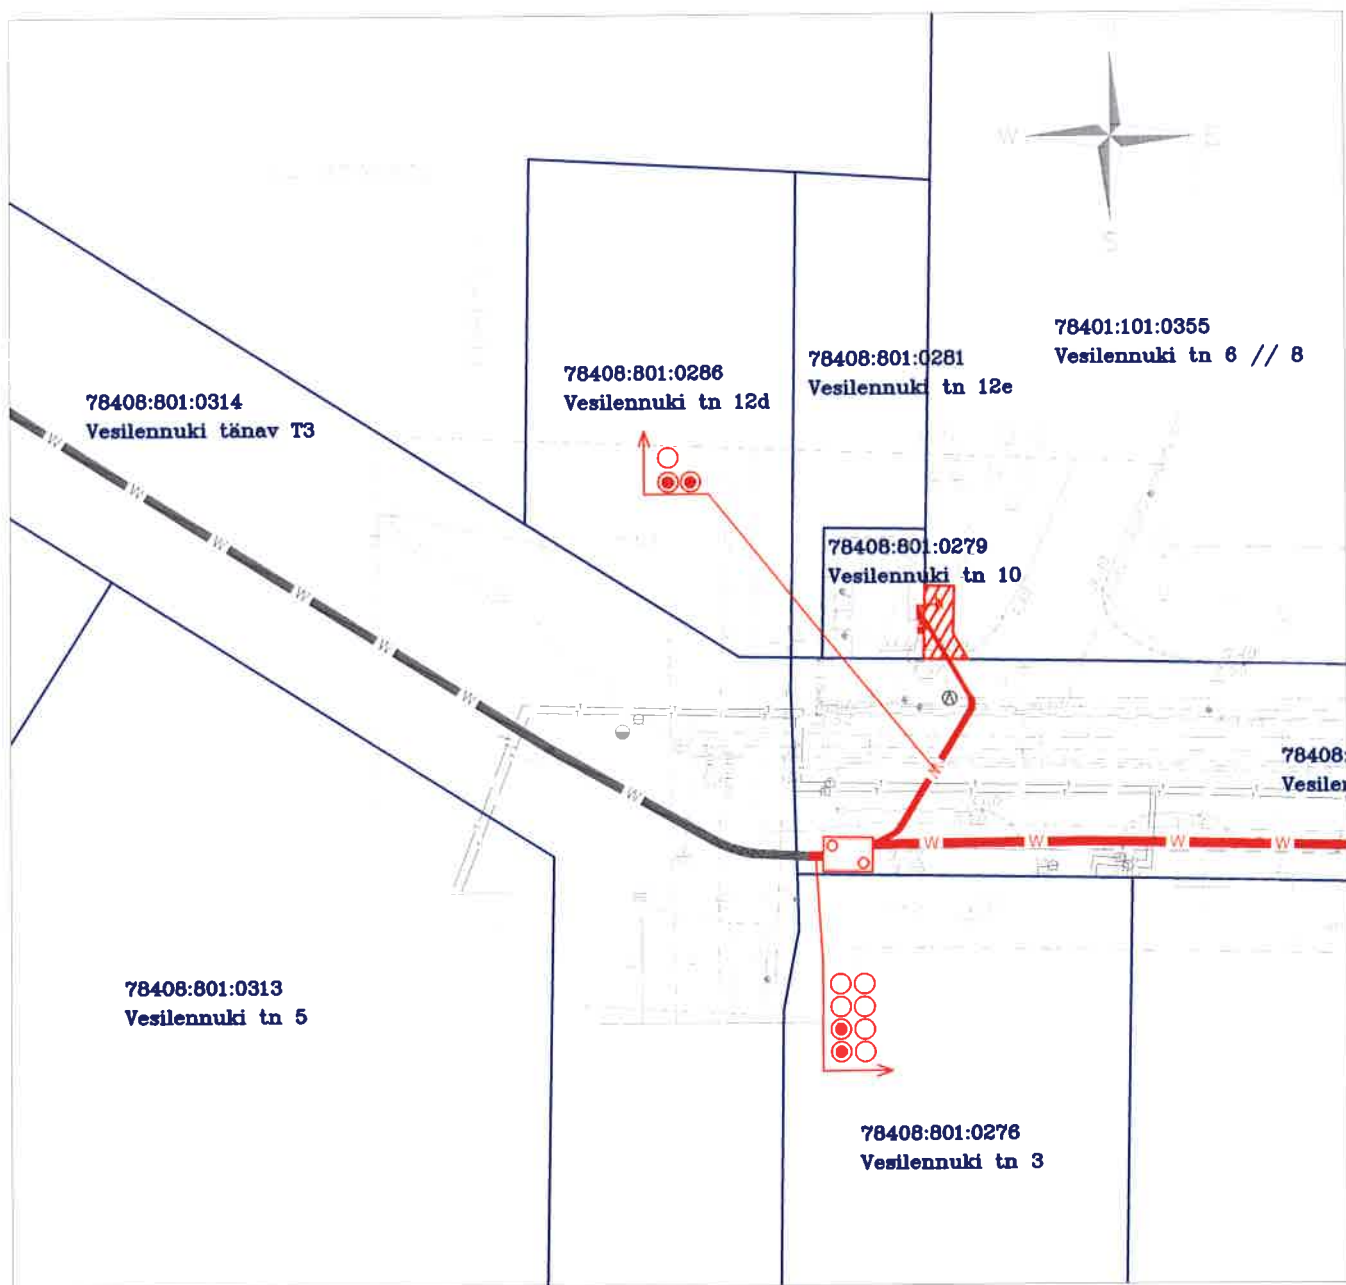 W
E
S
78401:101:0355
Vesilennuki tn 6 // 8
78408:801:0281
Vesilennuki tn 12e
78408:801:0286
Vesilennuki tn 12d
78408:801:0314
Vesilennuki tänav T3
78408:801:0279
Vesilennuki tn 10
W
W
W
W
W
W
W
W
78408:
Vesile
W
W
W
W
78408:801:0313
Vesilennuki tn 5
78408:801:0276
Vesilennuki tn 3